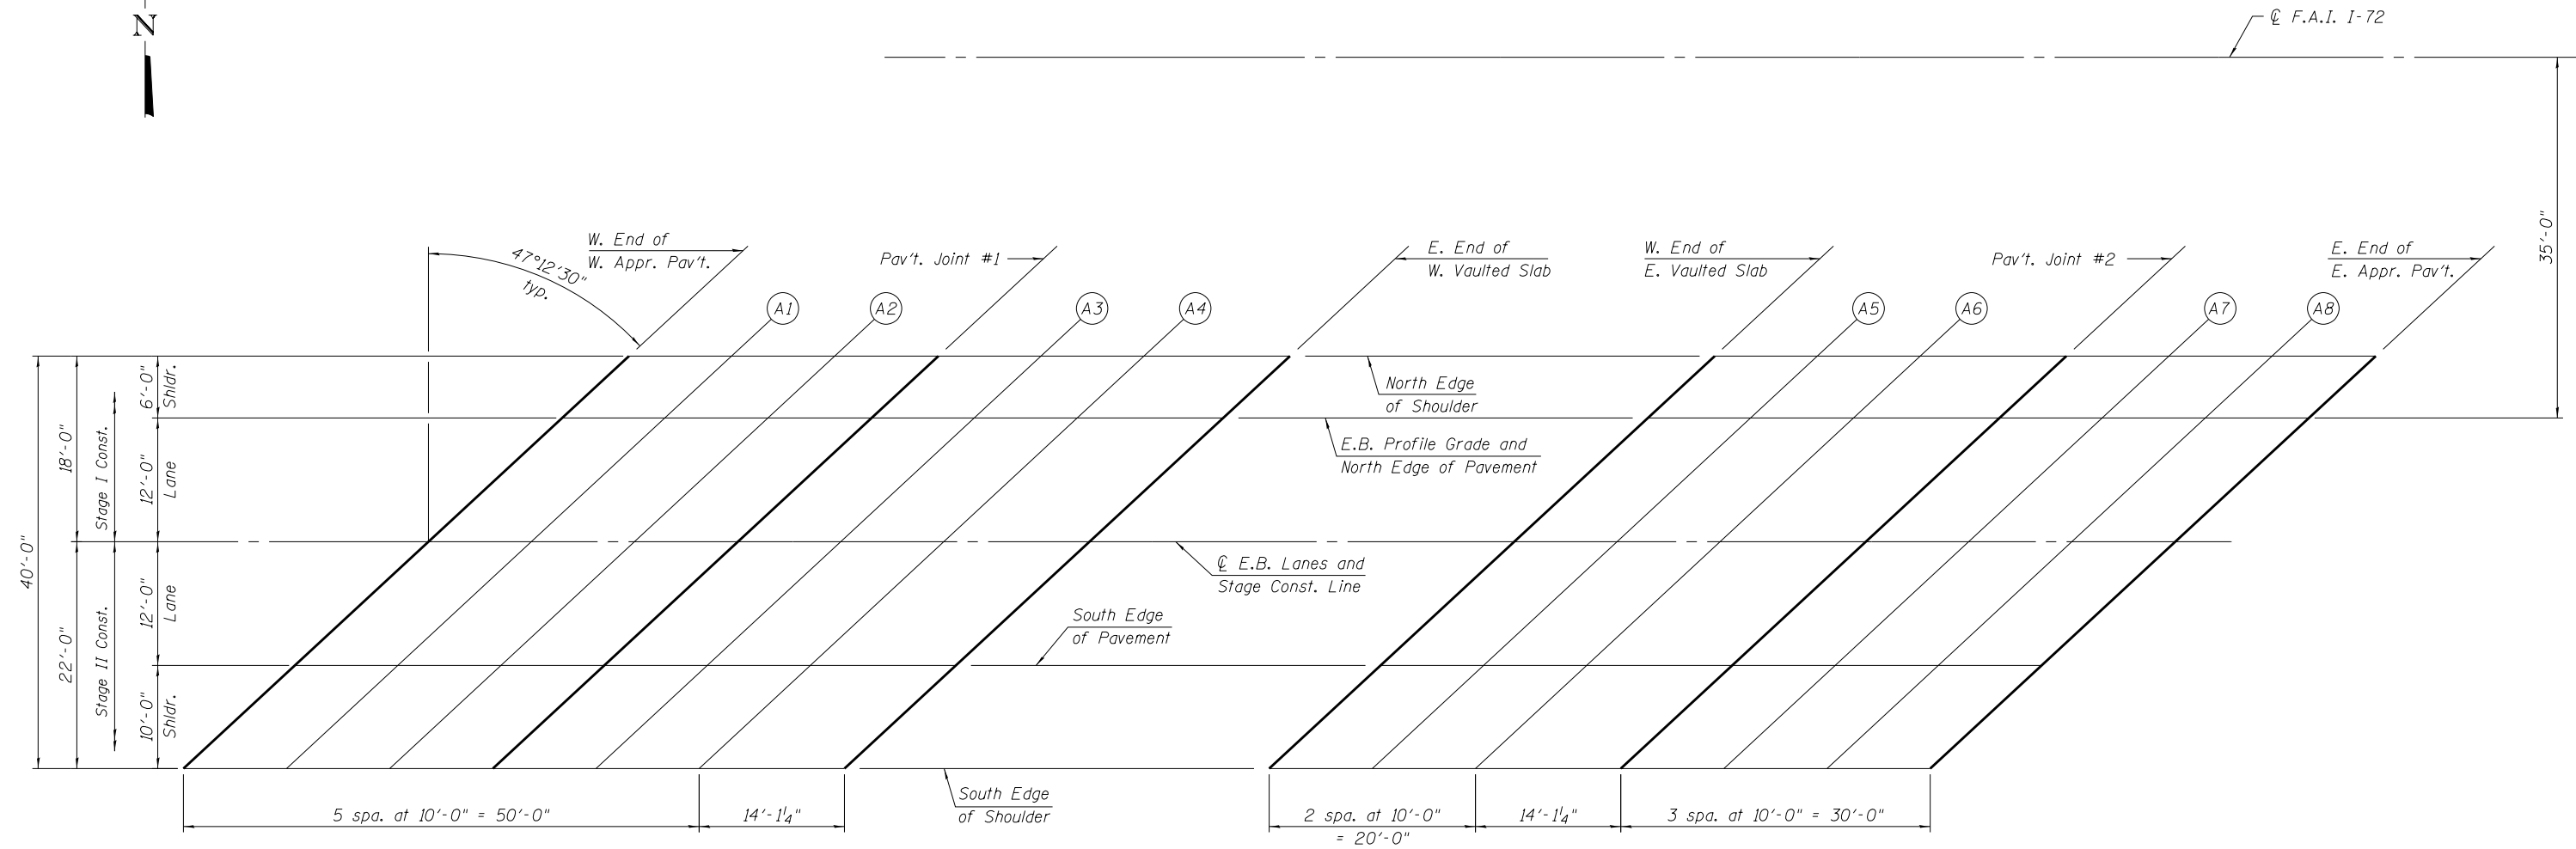 N
℄ F.A.I. I-72
35'-0"
47°12'30"
typ.
W. End of
W. Appr. Pav't.
Pav't. Joint #1
E. End of
W. Vaulted Slab
W. End of
E. Vaulted Slab
Pav't. Joint #2
E. End of
E. Appr. Pav't.
A1
A2
A3
A4
A5
A6
A7
A8
40'-0"
18'-0"
22'-0"
Stage I Const.
Stage II Const.
6'-0"
Shldr.
12'-0"
Lane
12'-0"
Lane
10'-0"
Shldr.
North Edge
of Shoulder
E.B. Profile Grade and
North Edge of Pavement
℄ E.B. Lanes and
Stage Const. Line
South Edge
of Pavement
South Edge
of Shoulder
5 spa. at 10'-0" = 50'-0"
14'-1¼"
2 spa. at 10'-0"
= 20'-0"
14'-1¼"
3 spa. at 10'-0" = 30'-0"